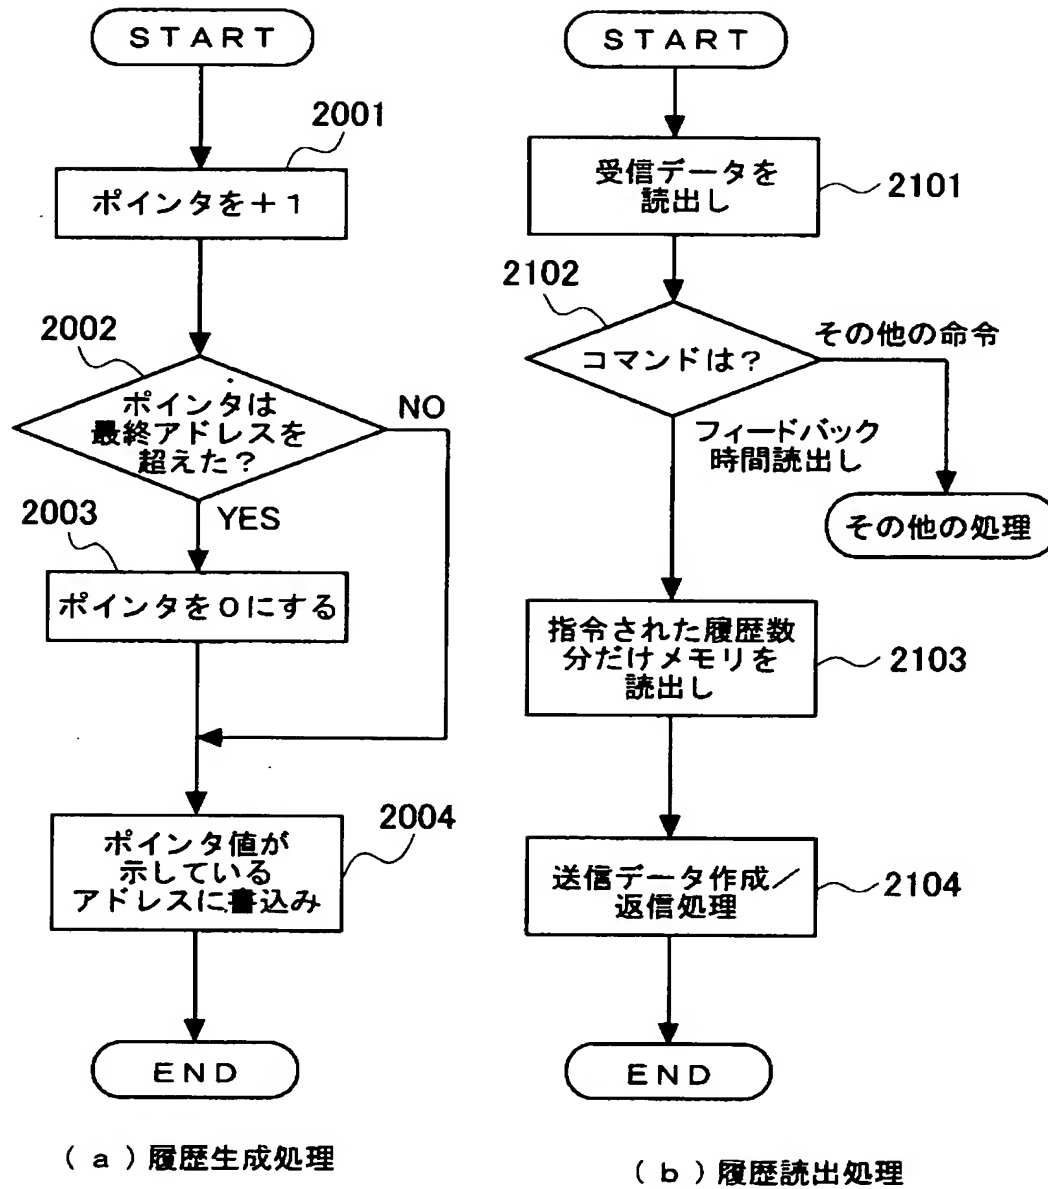 START
2001
ポインタを+1
2002
ポインタは
最終アドレスを
超えた?
NO
YES
2003
ポインタを0にする
2004
ポインタ値が
示している
アドレスに書込み
END
(a)履歴生成処理
START
受信データを
読出し
2101
2102
コマンドは?
その他の命令
フィードバック
時間読出し
その他の処理
指令された履歴数
分だけメモリを
読出し
2103
送信データ作成/
返信処理
2104
END
(b)履歴読出処理